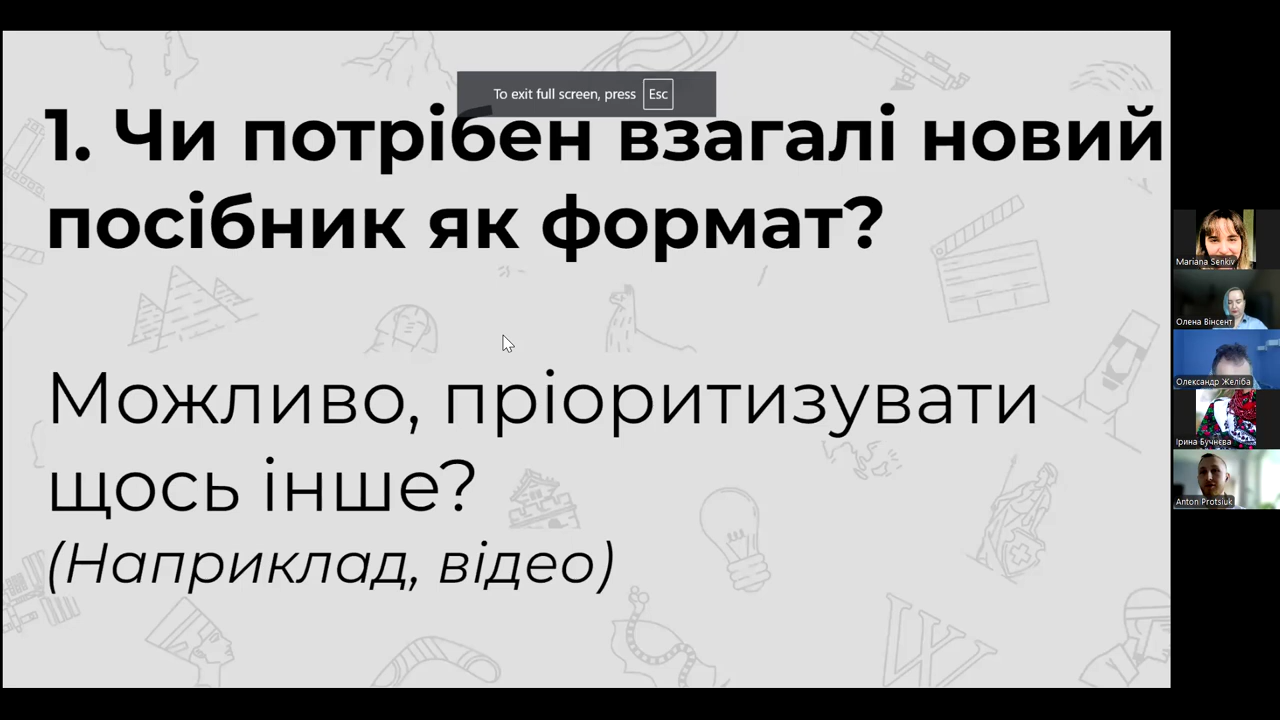 To exit full screen, press Esc
1. Чи потрібен взагалі новий
посібник як формат?
Можливо, пріоритизувати
щось інше?
(Наприклад, відео)
Mariana Senkiv
Олена Вінсент
Олександр Желіба
Ірина Бучнєва
Anton Protsiuk